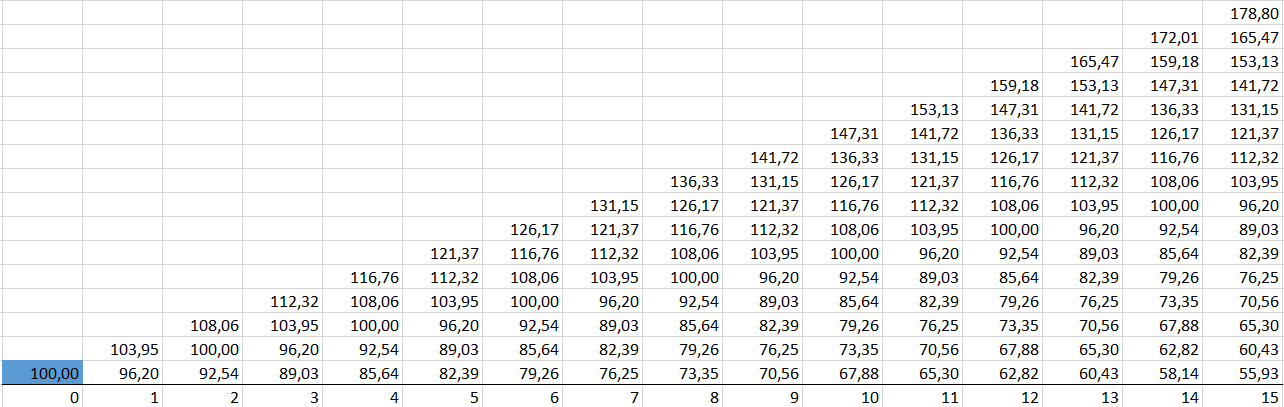 178,80
172,01 165,47
165,47 159,18 153,13
159,18 153,13 147,31 141,72
153,13 147,31 141,72 136,33 131,15
147,31 141,72 136,33 131,15 126,17 121,37
141,72 136,33 131,15 126,17 121,37 116,76 112,32
136,33 131,15 126,17 121,37 116,76 112,32 108,06 103,95
131,15 126,17 121,37 116,76 112,32 108,06 103,95 100,00 96,20
126,17 121,37 116,76 112,32 108,06 103,95 100,00 96,20 92,54 89,03
121,37 116,76 112,32 108,06 103,95 100,00 96,20 92,54 89,03 85,64 82,39
116,76 112,32 108,06 103,95 100,00 96,20 92,54 89,03 85,64 82,39 79,26 76,25
112,32 108,06 103,95 100,00 96,20 92,54 89,03 85,64 82,39 79,26 76,25 73,35 70,56
108,06 103,95 100,00 96,20 92,54 89,03 85,64 82,39 79,26 76,25 73,35 70,56 67,88 65,30
103,95 100,00 96,20 92,54 89,03 85,64 82,39 79,26 76,25 73,35 70,56 67,88 65,30 62,82 60,43
100,00 96,20 92,54 89,03 85,64 82,39 79,26 76,25 73,35 70,56 67,88 65,30 62,82 60,43 58,14 55,93
0 1 2 3 4 5 6 7 8 9 10 11 12 13 14 15